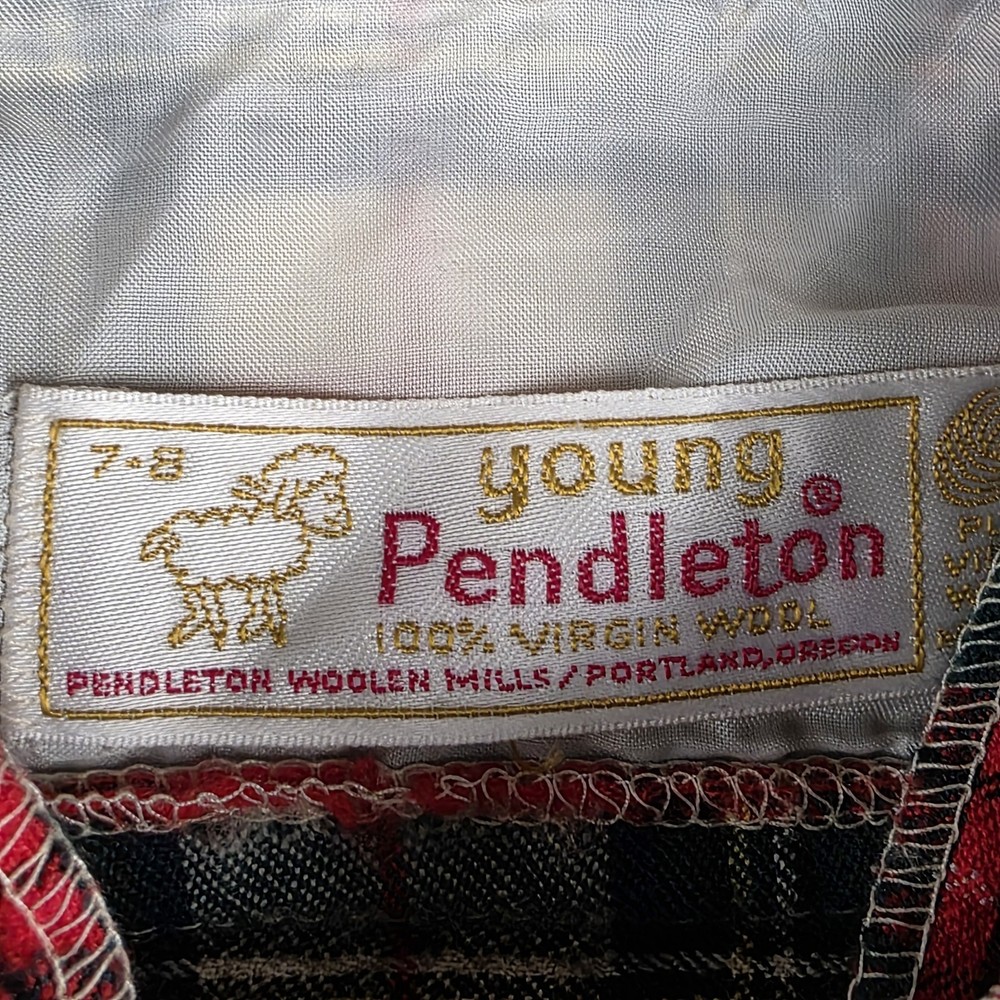 7-8
young
Pendleton®
100% VIRGIN WOOL
PENDLETON WOOLEN MILLS/PORTLAND, OREGON